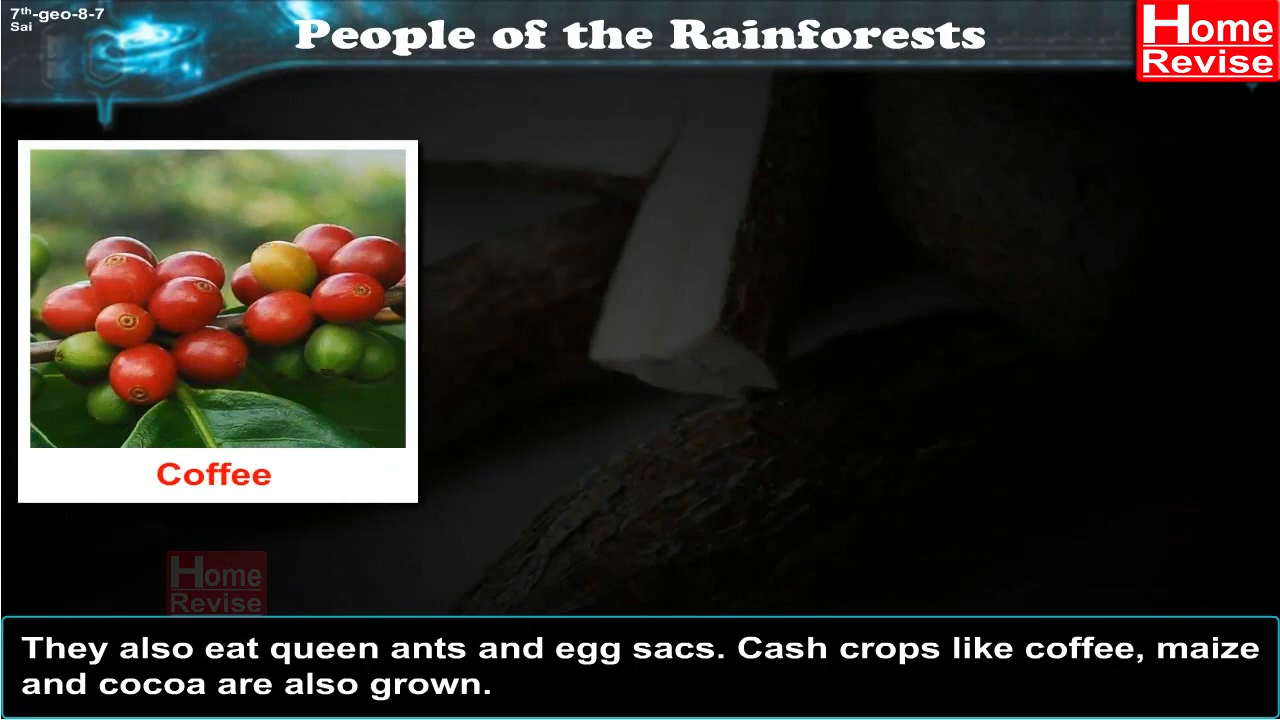 7th-geo-8-7
Sai
People of the Rainforests
Home
Revise
Coffee
Home
Revise
They also eat queen ants and egg sacs. Cash crops like coffee, maize
and cocoa are also grown.